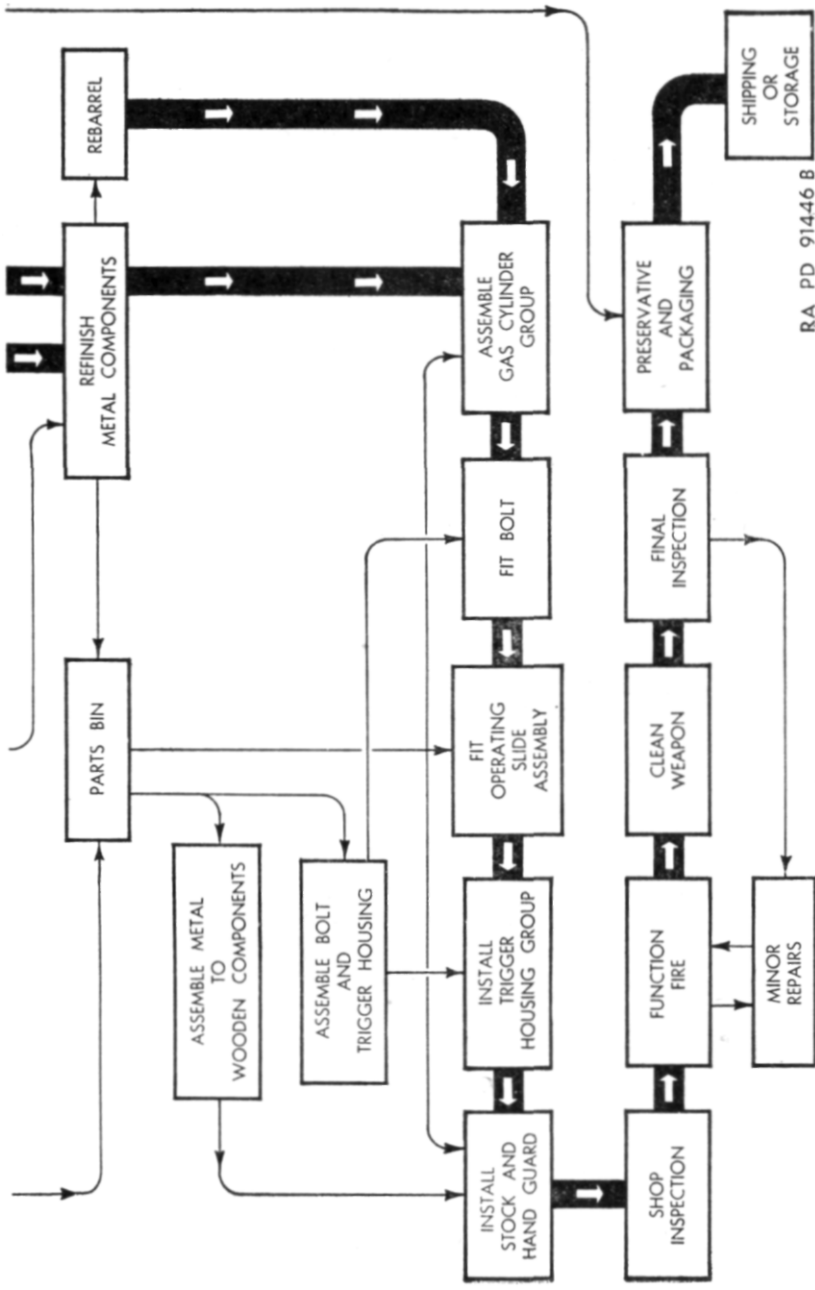 REBARREL
REFINISH
METAL COMPONENTS
PARTS BIN
ASSEMBLE METAL
TO
WOODEN COMPONENTS
ASSEMBLE BOLT
AND
TRIGGER HOUSING
ASSEMBLE
GAS CYLINDER
GROUP
FIT BOLT
FIT
OPERATING
SLIDE
ASSEMBLY
INSTALL
TRIGGER
HOUSING GROUP
INSTALL
STOCK AND
HAND GUARD
SHOP
INSPECTION
FUNCTION
FIRE
MINOR
REPAIRS
CLEAN
WEAPON
FINAL
INSPECTION
PRESERVATIVE
AND
PACKAGING
SHIPPING
OR
STORAGE
RA PD 91446 B